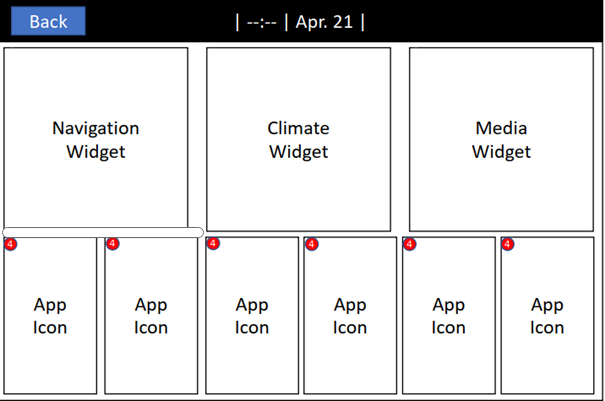 Back
| --:-- | Apr. 21 |
Navigation
Widget
Climate
Widget
Media
Widget
4
App
Icon
4
App
Icon
4
App
Icon
4
App
Icon
4
App
Icon
4
App
Icon